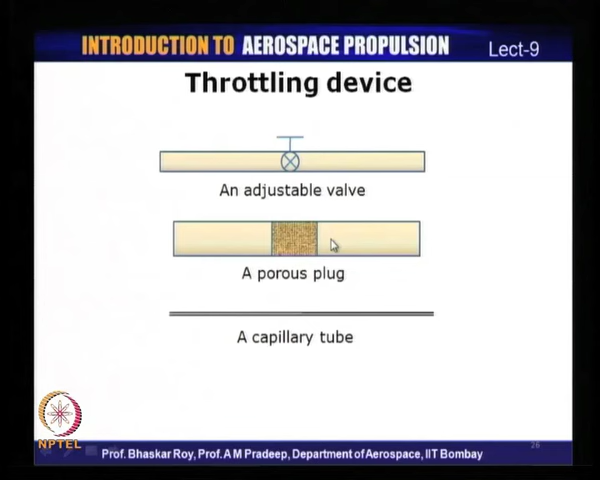 INTRODUCTION TO AEROSPACE PROPULSION
Lect-9
Throttling device
An adjustable valve
A porous plug
A capillary tube
NPTEL
26
Prof. Bhaskar Roy, Prof. A M Pradeep, Department of Aerospace, IIT Bombay